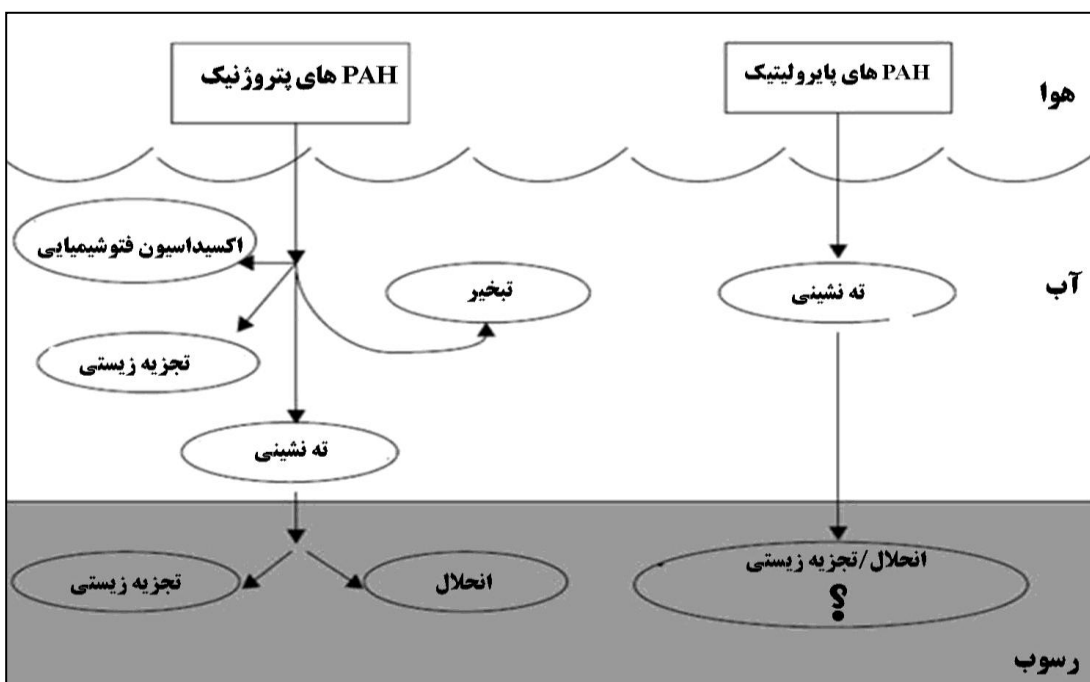 PAH های پایرولیتیک
PAH های پتروژنیک
هوا
اکسیداسیون فتوشیمیایی
تبخیر
ته نشینی
آب
تجزیه زیستی
ته نشینی
انحلال/تجزیه زیستی
؟
انحلال
تجزیه زیستی
رسوب